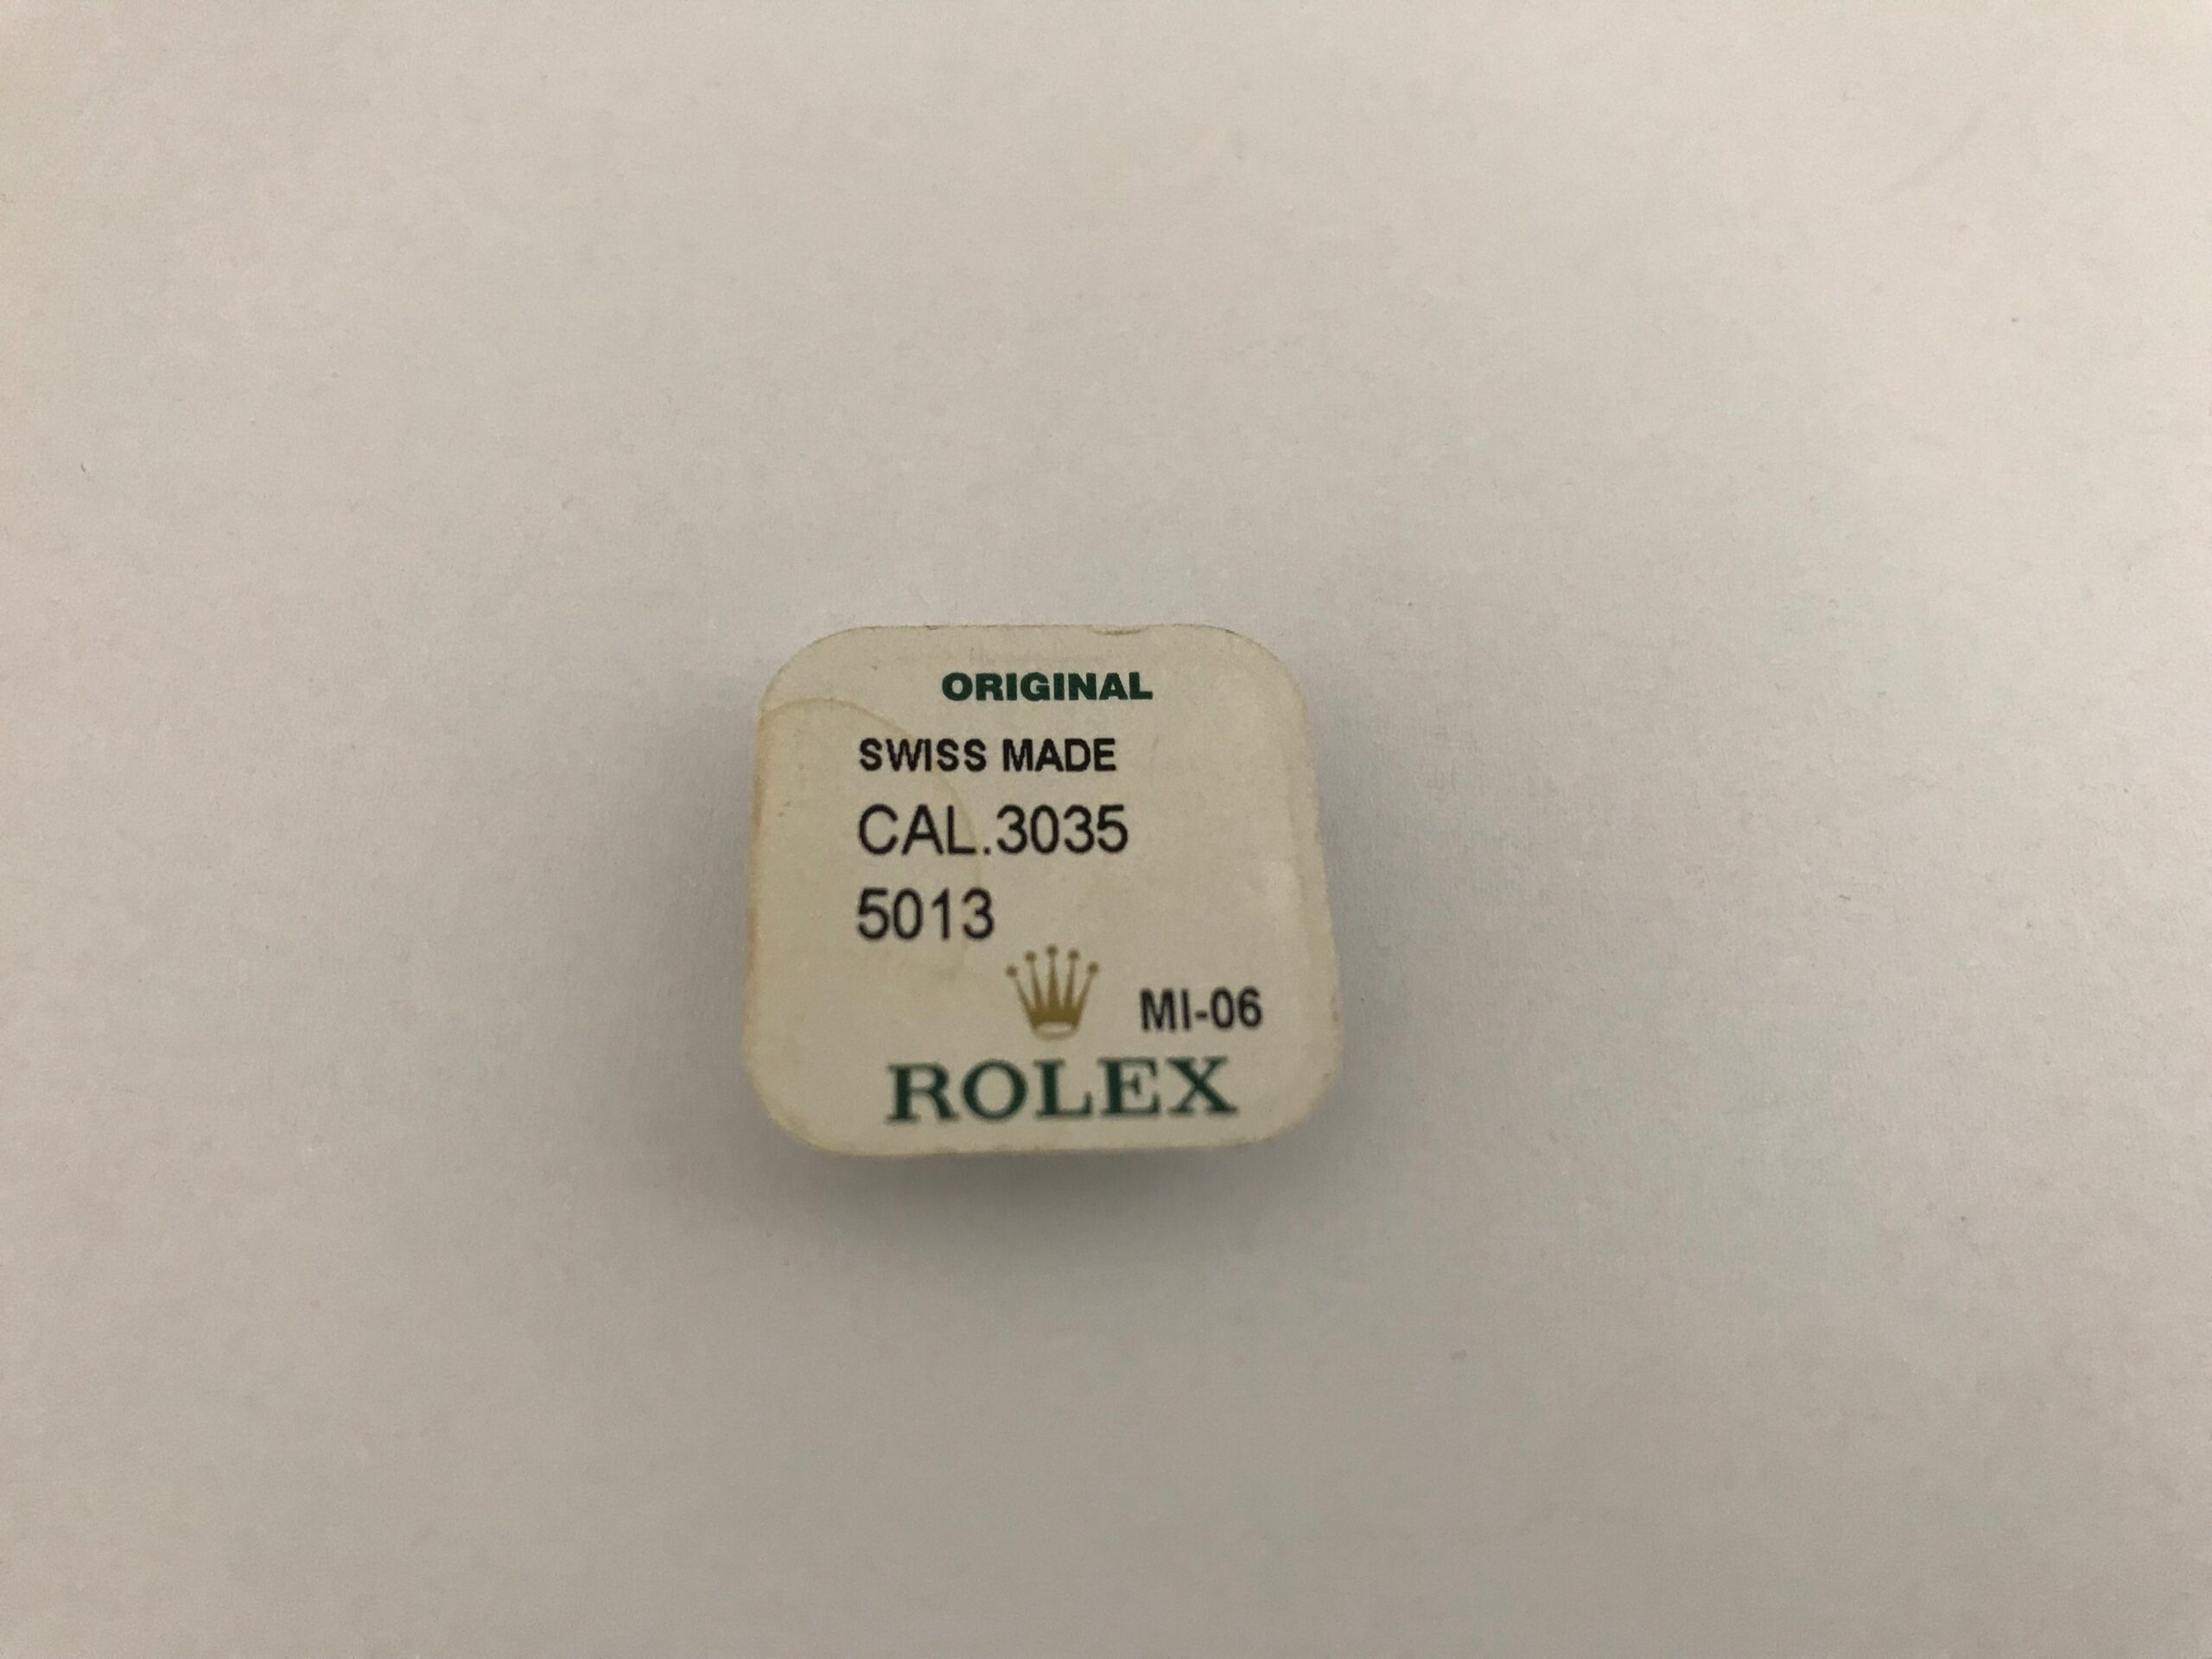 ORIGINAL
SWISS MADE
CAL.3035
5013
MI-06
ROLEX